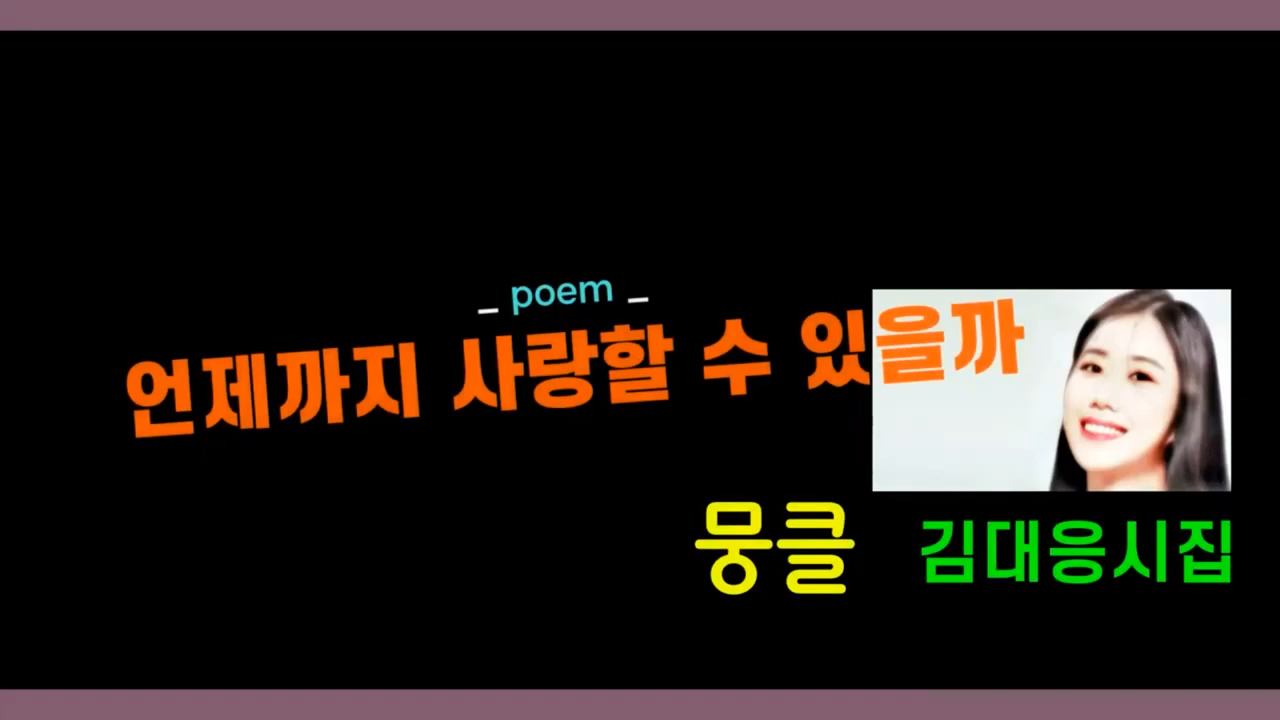 _ poem _
언제까지 사랑할 수 있을까
뭉클 김대응시집